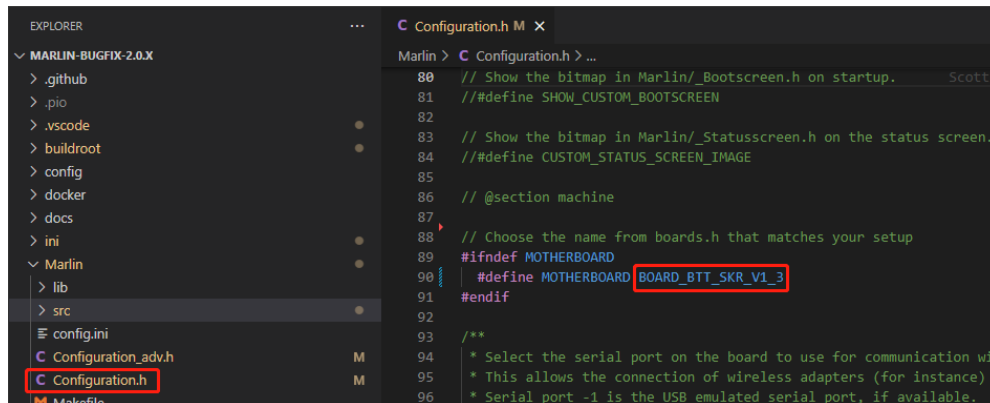 EXPLORER
...
MARLIN-BUGFIX-2.0.X
.github
.pio
.vscode
buildroot
config
docker
docs
ini
Marlin
lib
src
config.ini
C Configuration_adv.h M
C Configuration.h M
Makefile
C Configuration.h M ×
Marlin > C Configuration.h > ...
80 // Show the bitmap in Marlin/_Bootscreen.h on startup. Scott
81 //#define SHOW_CUSTOM_BOOTSCREEN
82
83 // Show the bitmap in Marlin/_Statusscreen.h on the status screen.
84 //#define CUSTOM_STATUS_SCREEN_IMAGE
85
86 // @section machine
87
88 // Choose the name from boards.h that matches your setup
89 #ifndef MOTHERBOARD
90 #define MOTHERBOARD BOARD_BTT_SKR_V1_3
91 #endif
92
93 /**
94 * Select the serial port on the board to use for communication wi
95 * This allows the connection of wireless adapters (for instance)
96 * Serial port -1 is the USB emulated serial port, if available.